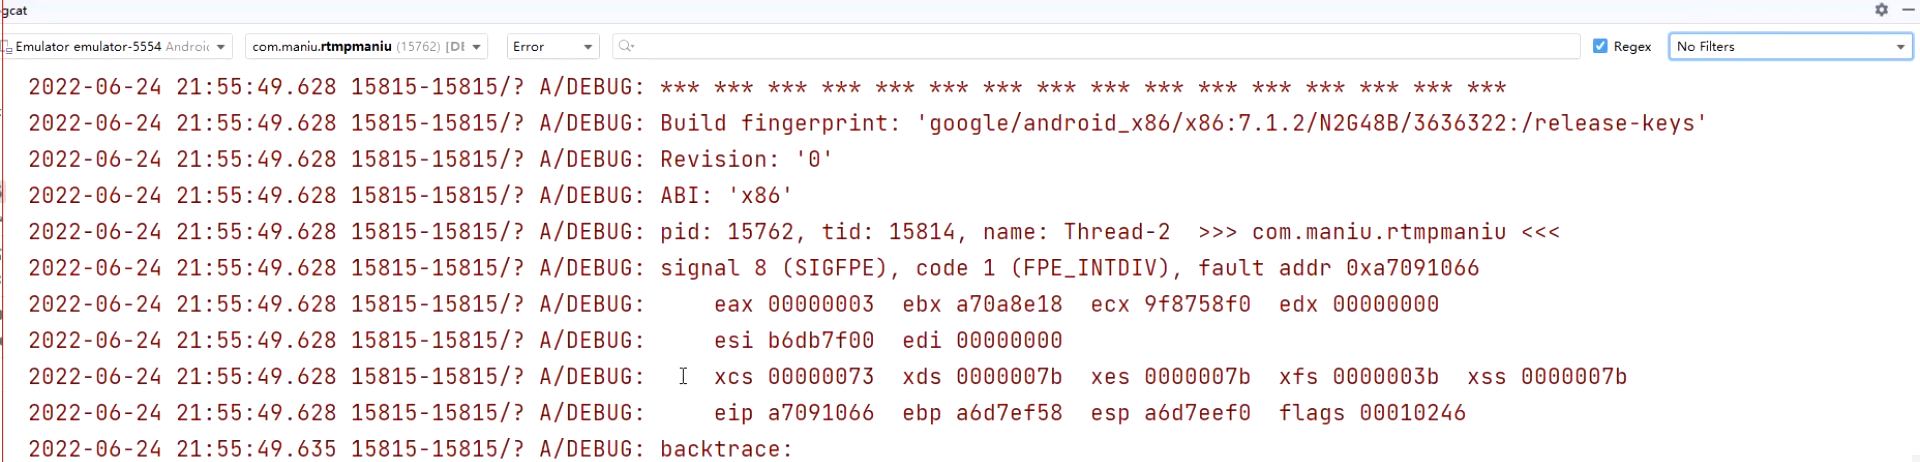 gcat
Emulator emulator-5554 Android com.maniu.rtmpmaniu (15762) [DE Error Regex No Filters
2022-06-24 21:55:49.628 15815-15815/? A/DEBUG: *** *** *** *** *** *** *** *** *** *** *** *** *** *** *** ***
2022-06-24 21:55:49.628 15815-15815/? A/DEBUG: Build fingerprint: 'google/android_x86/x86:7.1.2/N2G48B/3636322:/release-keys'
2022-06-24 21:55:49.628 15815-15815/? A/DEBUG: Revision: '0'
2022-06-24 21:55:49.628 15815-15815/? A/DEBUG: ABI: 'x86'
2022-06-24 21:55:49.628 15815-15815/? A/DEBUG: pid: 15762, tid: 15814, name: Thread-2  >>> com.maniu.rtmpmaniu <<<
2022-06-24 21:55:49.628 15815-15815/? A/DEBUG: signal 8 (SIGFPE), code 1 (FPE_INTDIV), fault addr 0xa7091066
2022-06-24 21:55:49.628 15815-15815/? A/DEBUG:     eax 00000003  ebx a70a8e18  ecx 9f8758f0  edx 00000000
2022-06-24 21:55:49.628 15815-15815/? A/DEBUG:     esi b6db7f00  edi 00000000
2022-06-24 21:55:49.628 15815-15815/? A/DEBUG:     xcs 00000073  xds 0000007b  xes 0000007b  xfs 0000003b  xss 0000007b
2022-06-24 21:55:49.628 15815-15815/? A/DEBUG:     eip a7091066  ebp a6d7ef58  esp a6d7eef0  flags 00010246
2022-06-24 21:55:49.635 15815-15815/? A/DEBUG: backtrace: